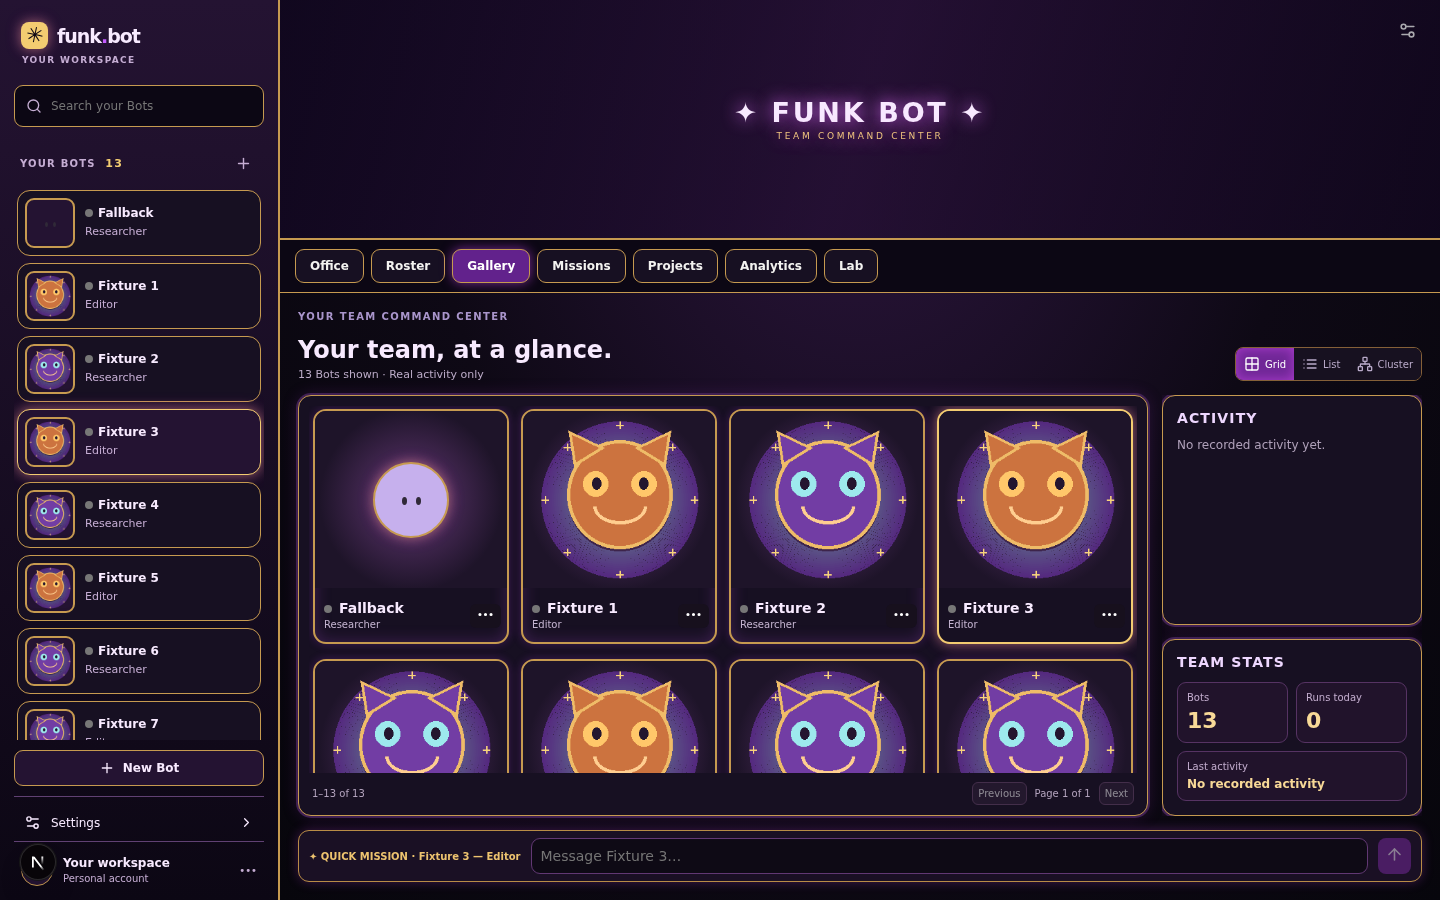 funk.bot
YOUR WORKSPACE
Search your Bots
YOUR BOTS 13
Fallback
Researcher
Fixture 1
Editor
Fixture 2
Researcher
Fixture 3
Editor
Fixture 4
Researcher
Fixture 5
Editor
Fixture 6
Researcher
Fixture 7
Editor
New Bot
Settings
N
Your workspace
Personal account
✦ FUNK BOT ✦
TEAM COMMAND CENTER
Office
Roster
Gallery
Missions
Projects
Analytics
Lab
YOUR TEAM COMMAND CENTER
Your team, at a glance.
13 Bots shown · Real activity only
Grid
List
Cluster
Fallback
Researcher
Fixture 1
Editor
Fixture 2
Researcher
Fixture 3
Editor
1–13 of 13
Previous
Page 1 of 1
Next
ACTIVITY
No recorded activity yet.
TEAM STATS
Bots
13
Runs today
0
Last activity
No recorded activity
✦ QUICK MISSION · Fixture 3 — Editor
Message Fixture 3...